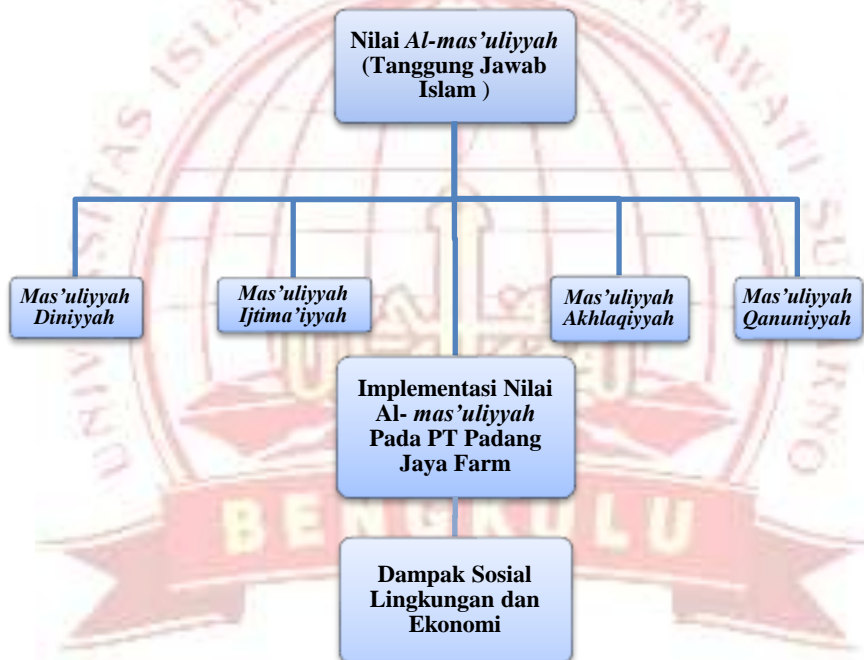 Nilai Al-mas’uliyyah
(Tanggung Jawab
Islam )
Mas’uliyyah
Diniyyah
Mas’uliyyah
Ijtima’iyyah
Mas’uliyyah
Akhlaqiyyah
Mas’uliyyah
Qanuniyyah
Implementasi Nilai
Al- mas’uliyyah
Pada PT Padang
Jaya Farm
Dampak Sosial
Lingkungan dan
Ekonomi
BENGKULU